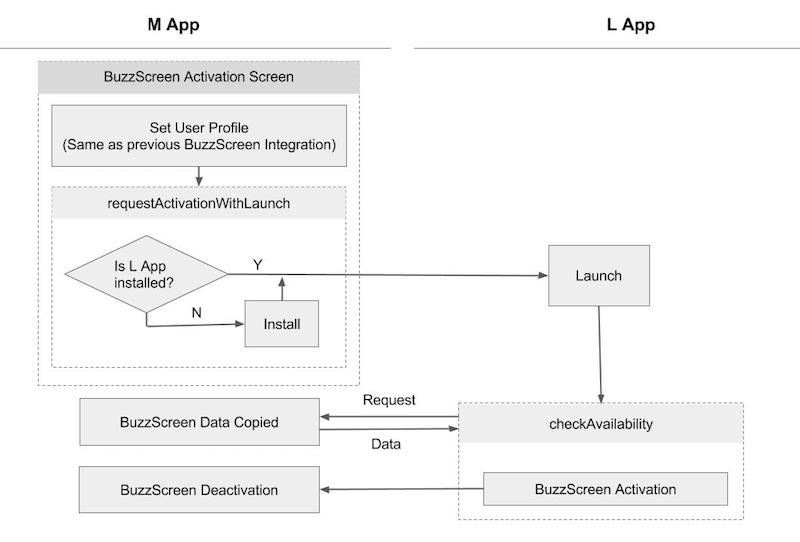 M App
L App
BuzzScreen Activation Screen
Set User Profile
(Same as previous BuzzScreen Integration)
requestActivationWithLaunch
Is L App
installed?
Y
N
Install
Launch
Request
BuzzScreen Data Copied
Data
checkAvailability
BuzzScreen Deactivation
BuzzScreen Activation